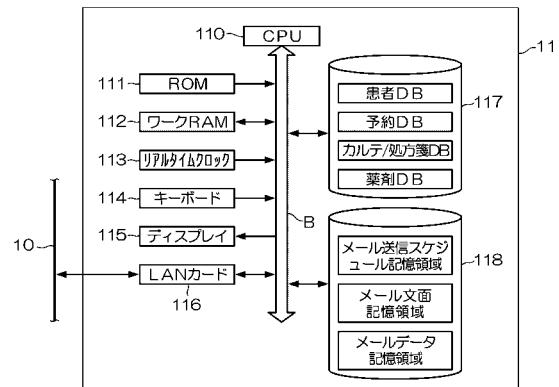 110
CPU
11
111
ROM
112
ワークRAM
113
リアルタイムクロック
114
キーボード
115
ディスプレイ
10
LANカード
116
B
患者DB
予約DB
カルテ/処方箋DB
薬剤DB
117
メール送信スケジ
ュール記憶領域
メール文面
記憶領域
メールデータ
記憶領域
118